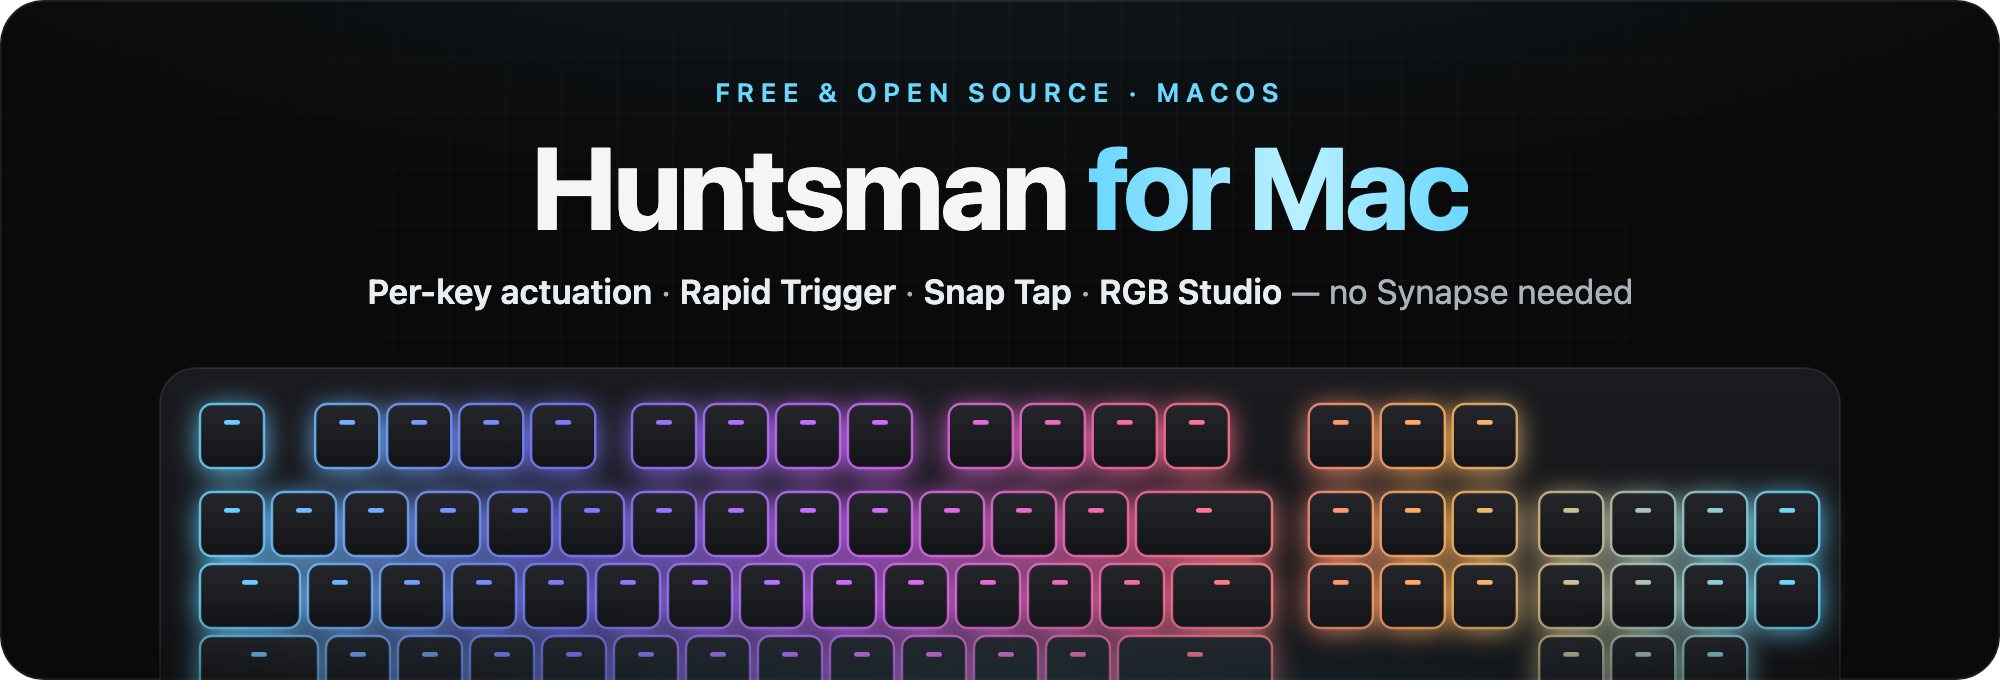 FREE & OPEN SOURCE · MACOS
Huntsman for Mac
Per-key actuation · Rapid Trigger · Snap Tap · RGB Studio — no Synapse needed